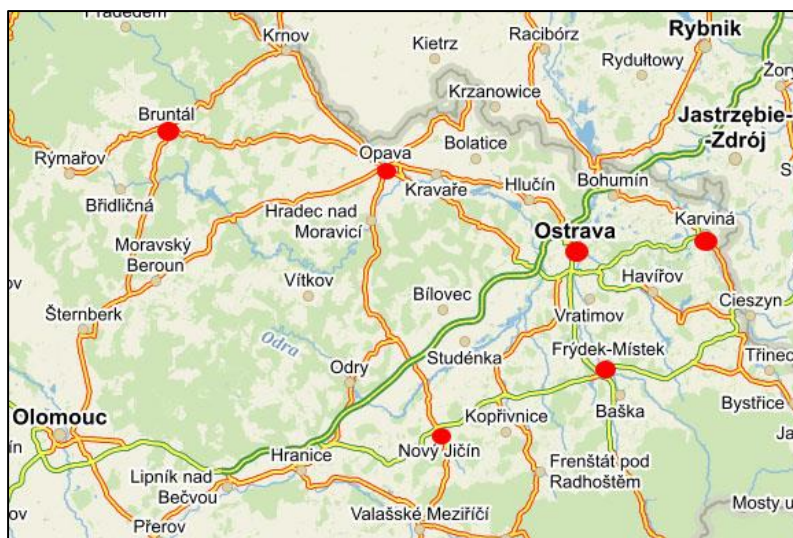 Krnov
Kietrz
Racibórz
Rybnik
Rydułtowy
Krzanowice
Bruntál
Jastrzębie-
-Zdrój
Opava
Bolatice
Rýmařov
Kravaře
Hlučín
Bohumín
Břidličná
Hradec nad
Moravicí
Ostrava
Karviná
Moravský
Beroun
Vítkov
Havířov
Bílovec
Cieszyn
Šternberk
Vratimov
Odra
Studénka
Frýdek-Místek
Odry
Baška
Bystřice
Olomouc
Kopřivnice
Hranice
Nový Jičín
Lipník nad
Bečvou
Frenštát pod
Radhoštěm
Valašské Meziříčí
Přerov